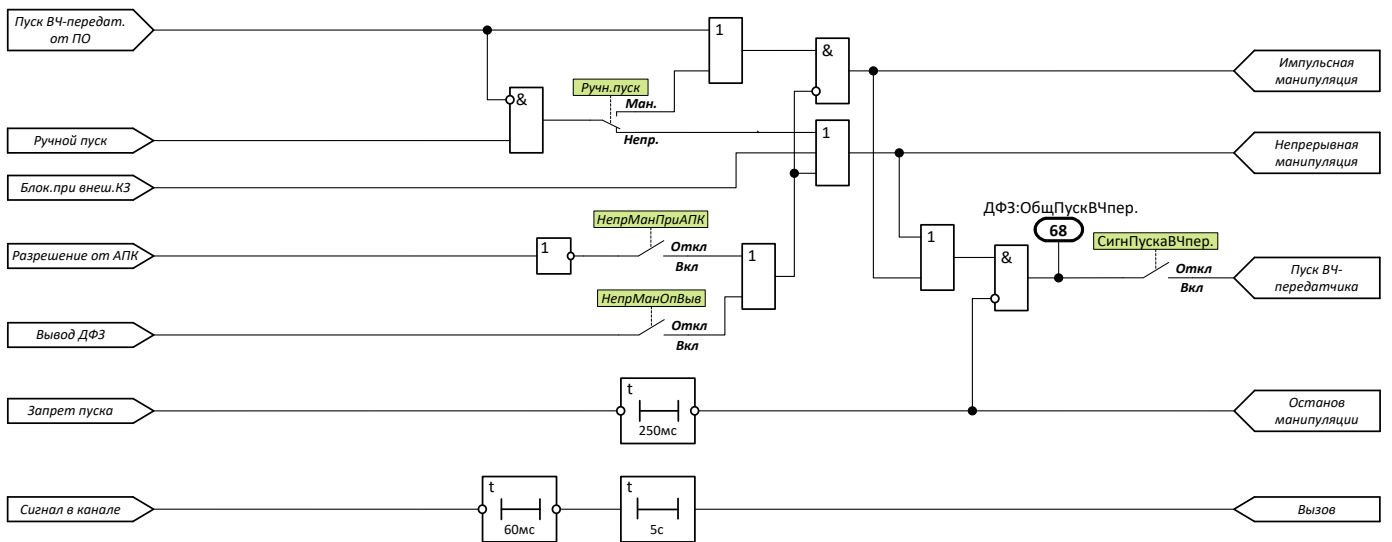 Пуск ВЧ-передат.
от ПО
1
&
Импульсная
манипуляция
Ручн.пуск
Ман.
Непр.
&
Ручной пуск
1
Непрерывная
манипуляция
Блок.при внеш.КЗ
ДФЗ:ОбщПускВЧпер.
68
НепрМанПриАПК
Разрешение от АПК
1
Откл
Вкл
1
1
&
СигнПускаВЧпер.
Откл
Вкл
Пуск ВЧ-
передатчика
НепрМанОпВыв
Вывод ДФЗ
Откл
Вкл
Запрет пуска
t
250мс
Останов
манипуляции
Сигнал в канале
t
60мс
t
5с
Вызов